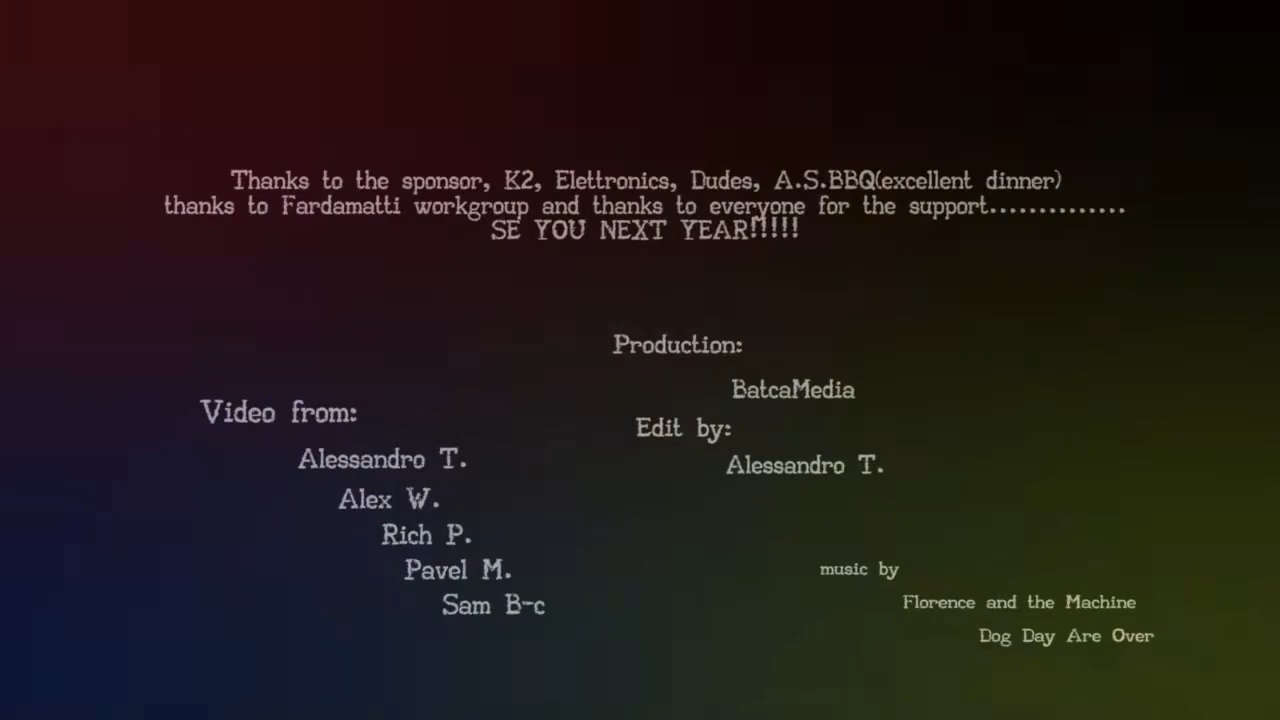 Thanks to the sponsor, K2, Elettronics, Dudes, A.S.BBQ(excellent dinner)
thanks to Fardamatti workgroup and thanks to everyone for the support..............
SE YOU NEXT YEAR!!!!!
Video from:
Alessandro T.
Alex W.
Rich P.
Pavel M.
Sam B-c
Production:
BatcaMedia
Edit by:
Alessandro T.
music by
Florence and the Machine
Dog Day Are Over